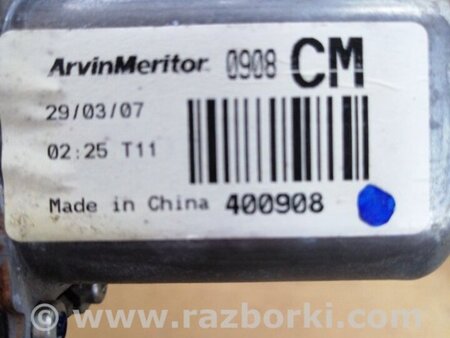 ArvinMeritor 0908 CM
29/03/07
02:25 T11
Made in China 400908
www.razborki.com